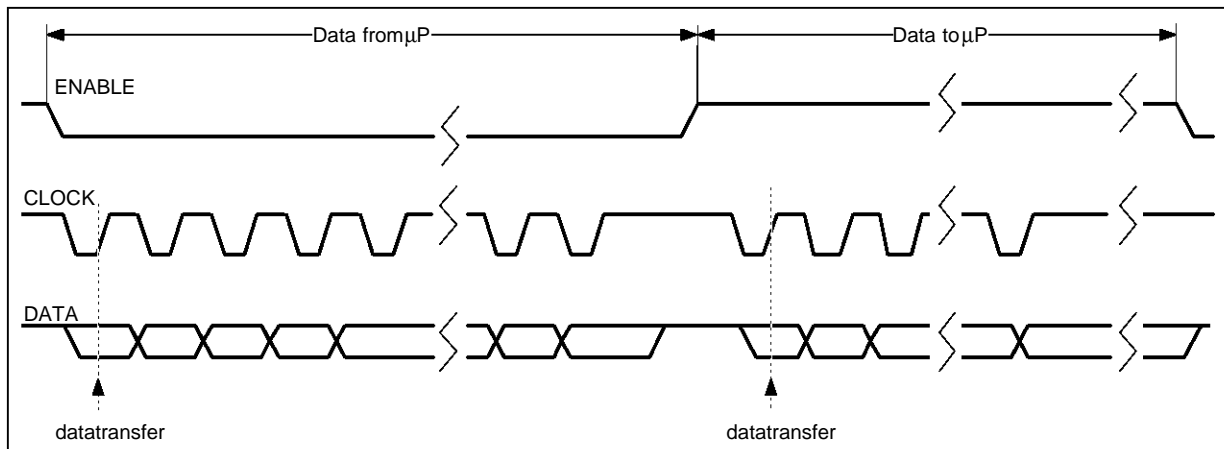 Data fromμP
Data toμP
ENABLE
CLOCK
DATA
datatransfer
datatransfer